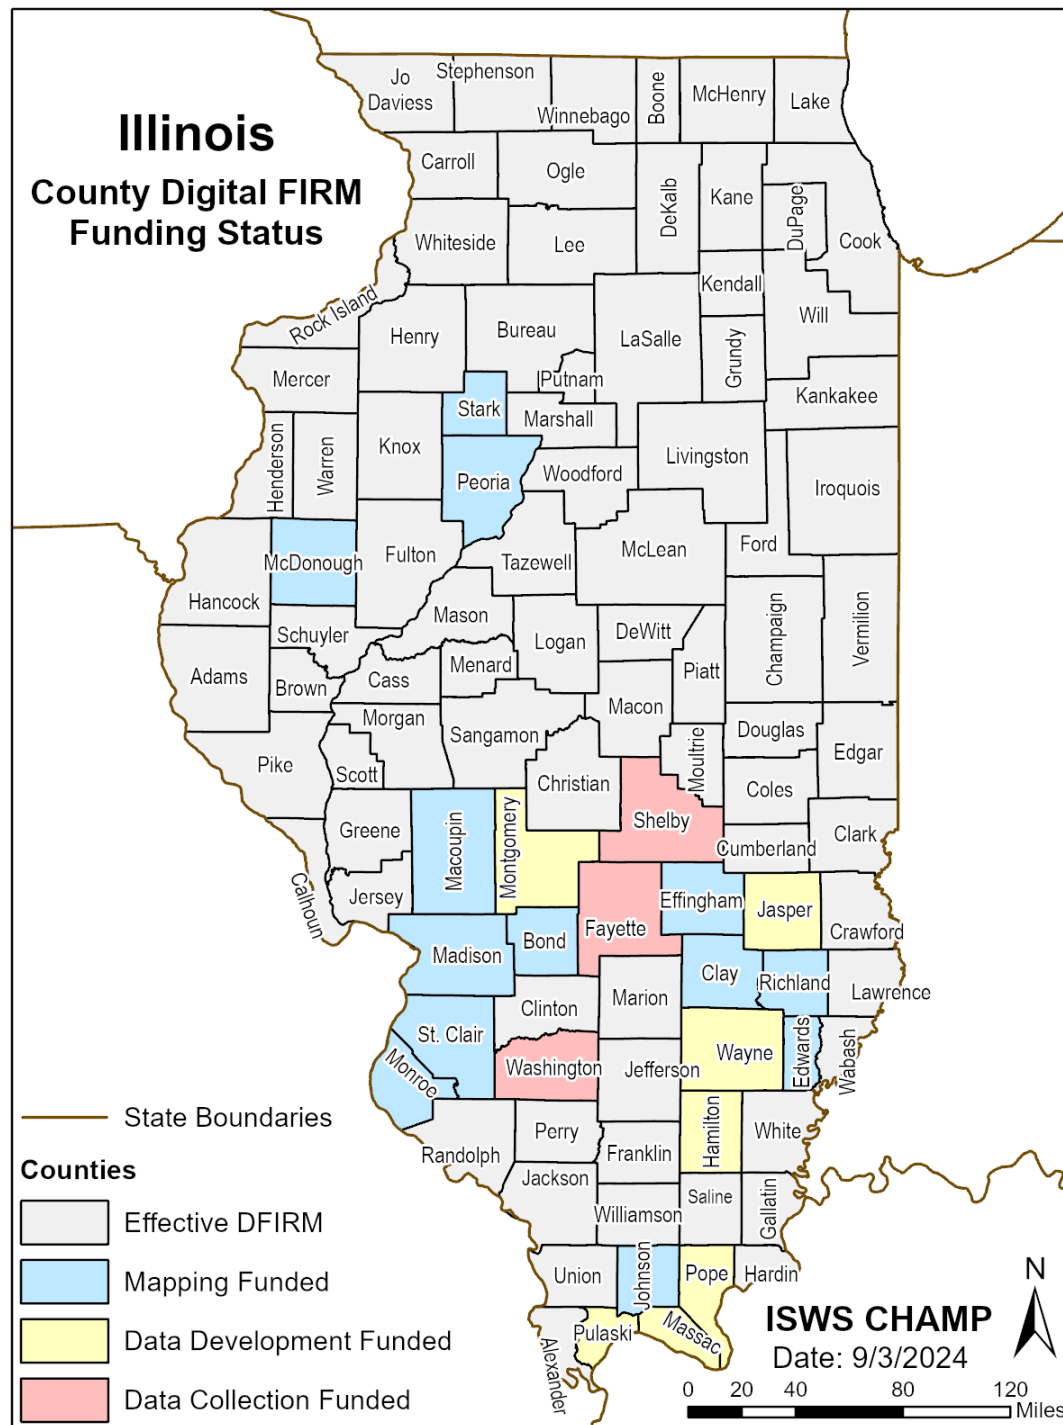 Illinois
County Digital FIRM
Funding Status
Jo
Daviess
Stephenson
Winnebago
Boone
McHenry
Lake
Carroll
Ogle
DeKalb
Kane
DuPage
Cook
Whiteside
Lee
Kendall
Will
Rock Island
Henry
Bureau
LaSalle
Grundy
Putnam
Mercer
Stark
Marshall
Kankakee
Henderson
Warren
Knox
Peoria
Woodford
Livingston
Iroquois
McDonough
Fulton
Tazewell
McLean
Ford
Hancock
Mason
Schuyler
Logan
DeWitt
Champaign
Vermilion
Adams
Brown
Cass
Menard
Piatt
Macon
Morgan
Sangamon
Douglas
Edgar
Pike
Scott
Christian
Moultrie
Coles
Greene
Macoupin
Montgomery
Shelby
Cumberland
Clark
Calhoun
Jersey
Fayette
Effingham
Jasper
Crawford
Madison
Bond
Clay
Richland
Lawrence
Marion
Clinton
St. Clair
Monroe
Washington
Jefferson
Wayne
Edwards
Wabash
Randolph
Perry
Hamilton
White
Franklin
Jackson
Williamson
Saline
Gallatin
Union
Johnson
Pope
Hardin
Alexander
Pulaski
Massac
State Boundaries
Counties
Effective DFIRM
Mapping Funded
Data Development Funded
Data Collection Funded
N
ISWS CHAMP
Date: 9/3/2024
0 20 40 80 120
Miles